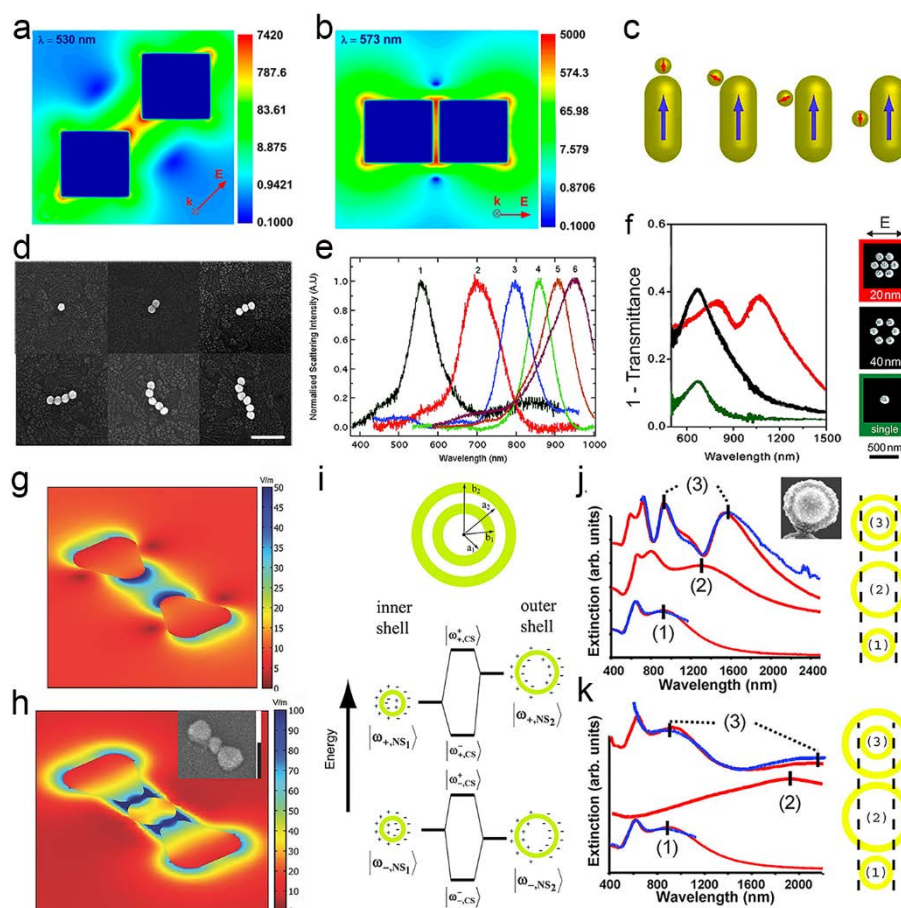 a
λ = 530 nm
E
k
7420
787.6
83.61
8.875
0.9421
0.1000
b
λ = 573 nm
k
E
5000
574.3
65.98
7.579
0.8706
0.1000
c
d
e
Normalised Scattering Intensity (A.U)
1.0
0.8
0.6
0.4
0.2
0.0
1 2 3 4 5 6
400 500 600 700 800 900 1000
Wavelength (nm)
f
1 - Transmittance
0.6
0.4
0.2
0.0
600 900 1200 1500
Wavelength (nm)
E
20 nm
40 nm
single
500 nm
g
V/m
50
45
40
35
30
25
20
15
10
5
0
h
V/m
100
90
80
70
60
50
40
30
20
10
0
i
b₂
a₂
b₁
a₁
inner
shell
outer
shell
Energy
|ω+,CS⁺⟩
|ω+,NS₁⟩
|ω+,NS₂⟩
|ω+,CS⁻⟩
|ω-,CS⁺⟩
|ω-,NS₁⟩
|ω-,NS₂⟩
|ω-,CS⁻⟩
j
Extinction (arb. units)
(3)
(2)
(1)
400 800 1200 1600 2000 2400
Wavelength (nm)
(3)
(2)
(1)
k
Extinction (arb. units)
(3)
(2)
(1)
400 800 1200 1600 2000
Wavelength (nm)
(3)
(2)
(1)